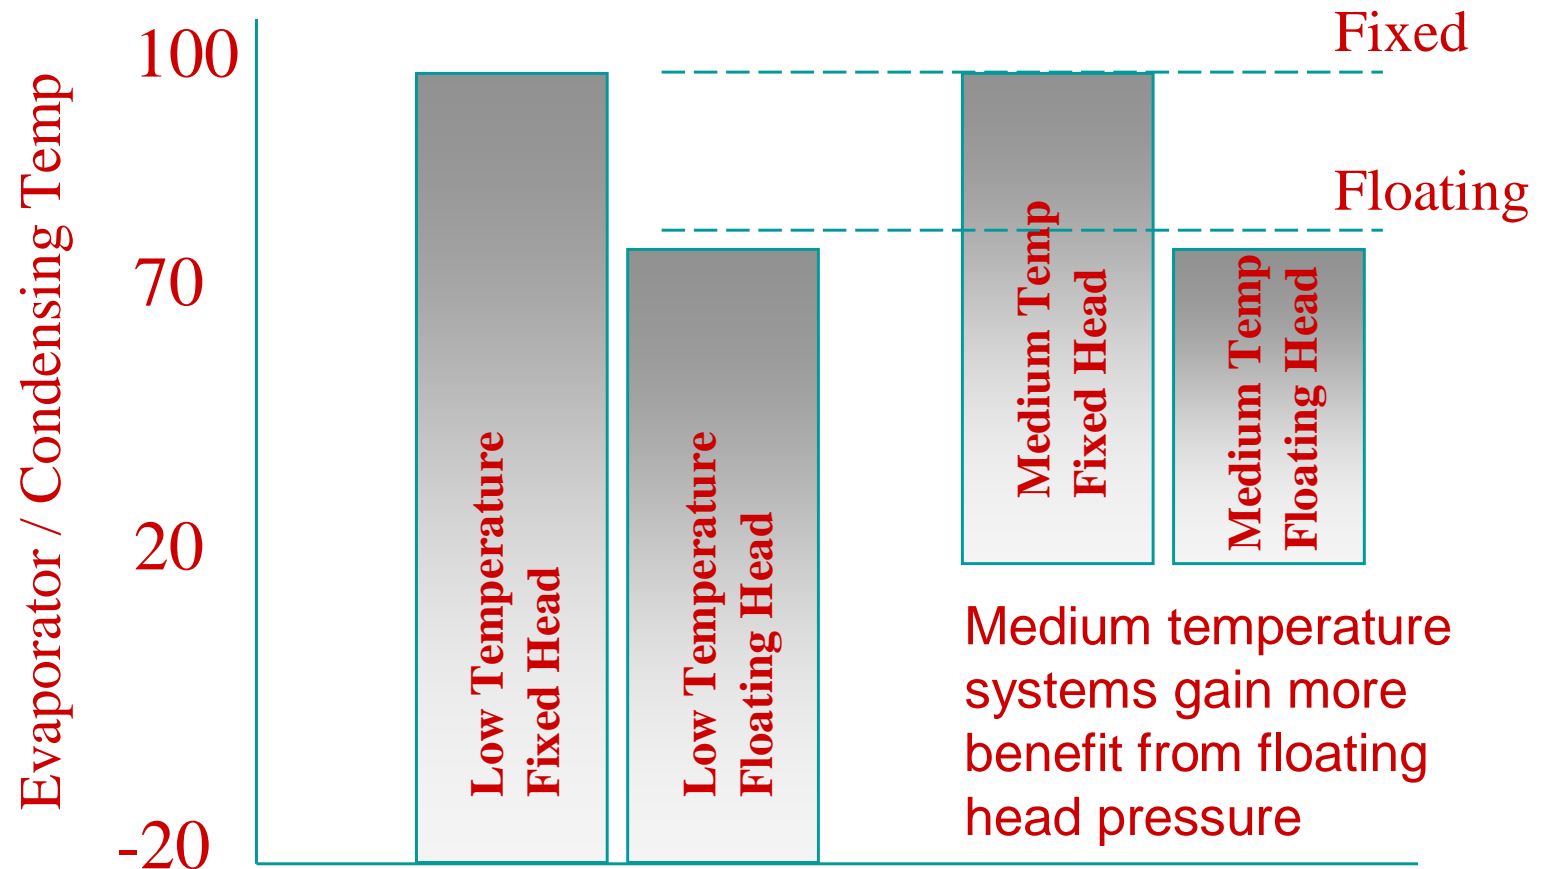 Evaporator / Condensing Temp
100
70
20
-20
Fixed
Floating
Low Temperature
Fixed Head
Low Temperature
Floating Head
Medium Temp
Fixed Head
Medium Temp
Floating Head
Medium temperature
systems gain more
benefit from floating
head pressure